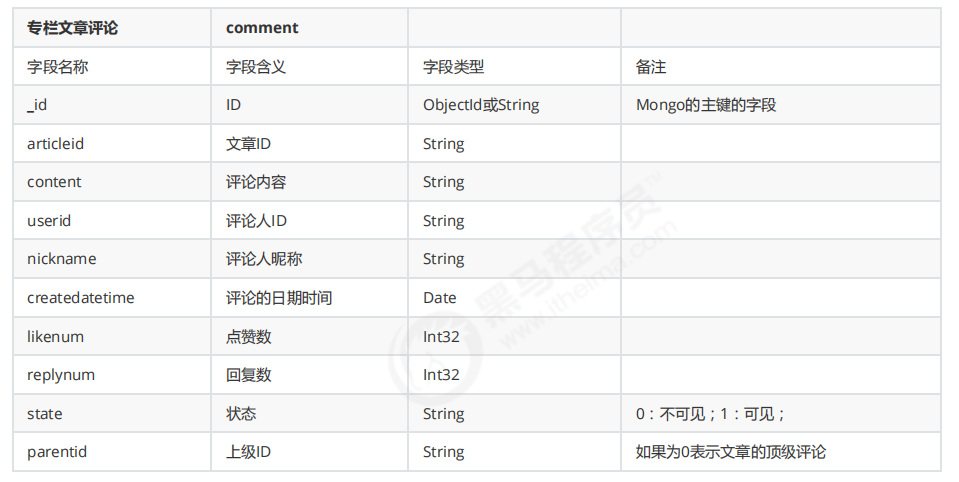 专栏文章评论 comment
字段名称 字段含义 字段类型 备注
_id ID ObjectId或String Mongo的主键的字段
articleid 文章ID String
content 评论内容 String
userid 评论人ID String
nickname 评论人昵称 String
createdatetime 评论的日期时间 Date
likenum 点赞数 Int32
replynum 回复数 Int32
state 状态 String 0：不可见；1：可见；
parentid 上级ID String 如果为0表示文章的顶级评论
黑马程序员™
www.itheima.com